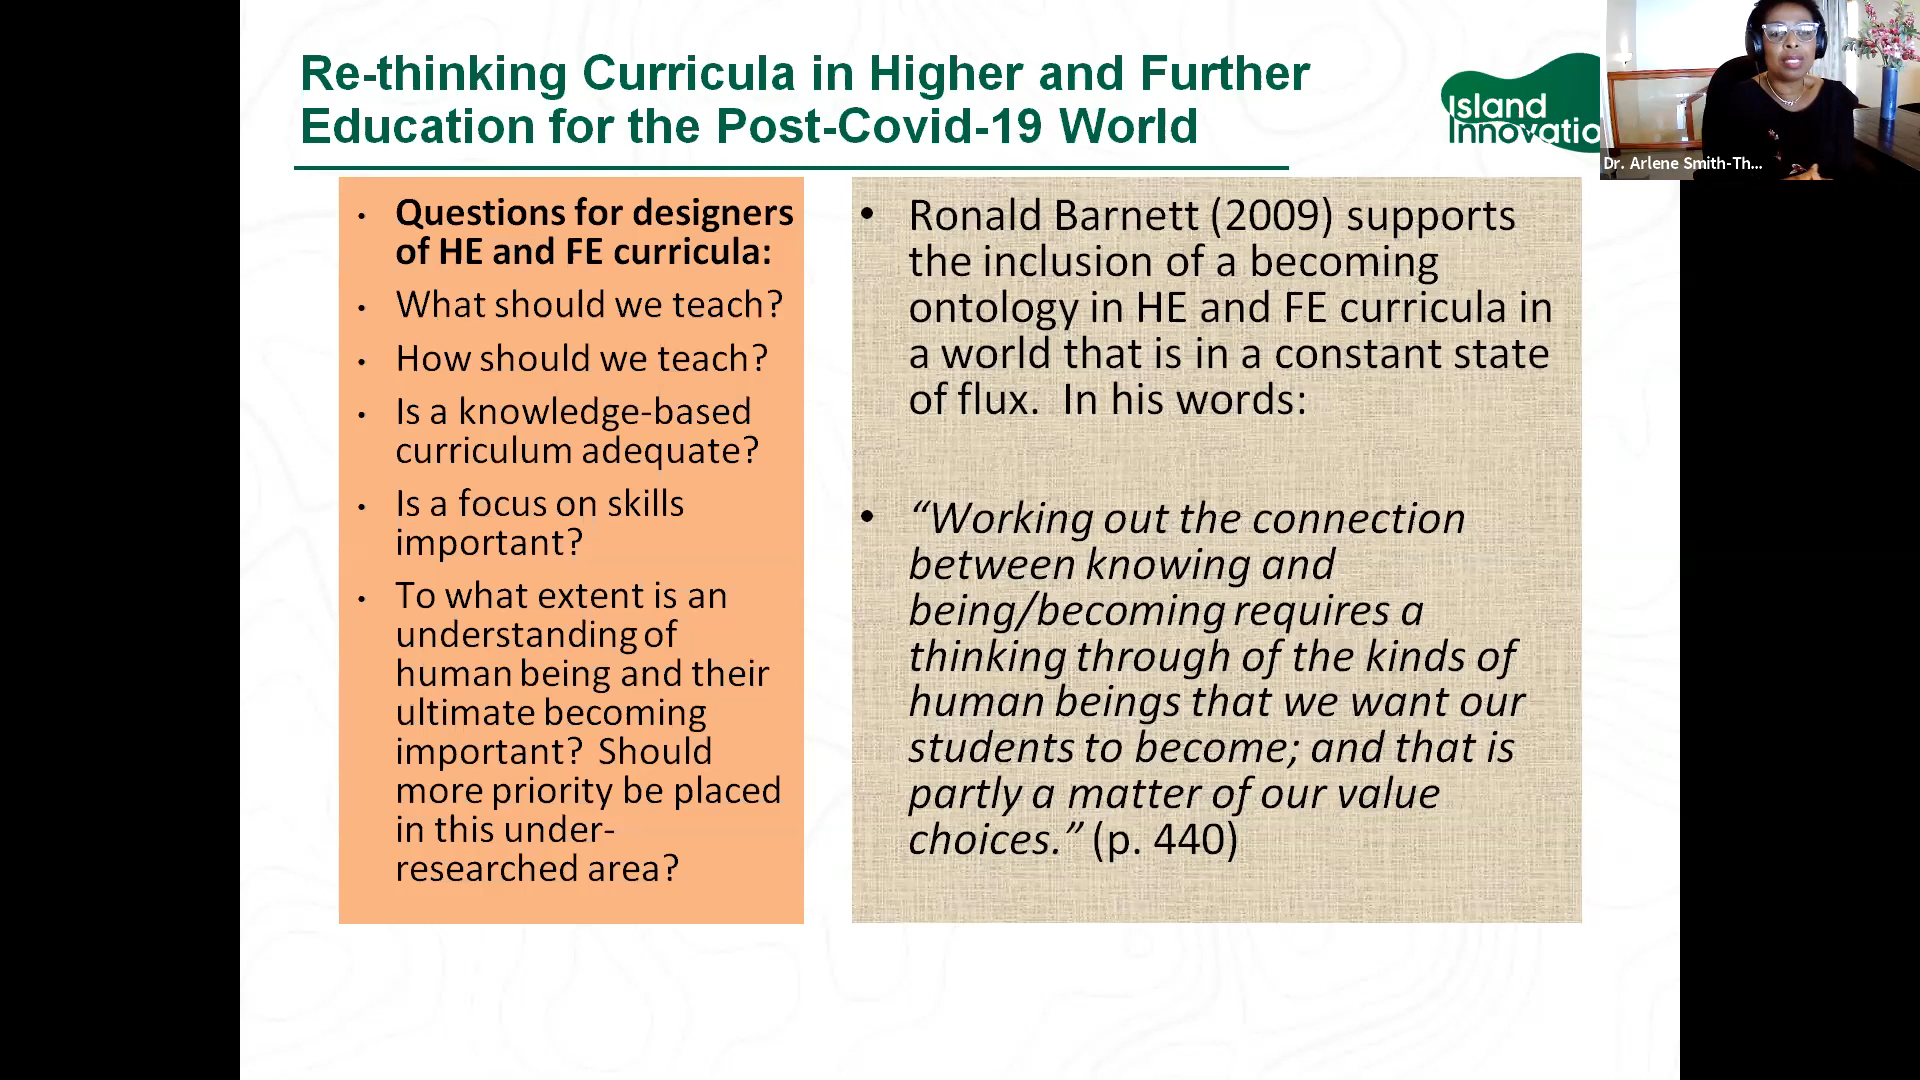 Re-thinking Curricula in Higher and Further
Education for the Post-Covid-19 World
Island
Innovatio
Dr. Arlene Smith-Th...
• Questions for designers
of HE and FE curricula:
• What should we teach?
• How should we teach?
• Is a knowledge-based
curriculum adequate?
• Is a focus on skills
important?
• To what extent is an
understanding of
human being and their
ultimate becoming
important?  Should
more priority be placed
in this under-
researched area?
• Ronald Barnett (2009) supports
the inclusion of a becoming
ontology in HE and FE curricula in
a world that is in a constant state
of flux.  In his words:
• “Working out the connection
between knowing and
being/becoming requires a
thinking through of the kinds of
human beings that we want our
students to become; and that is
partly a matter of our value
choices.” (p. 440)